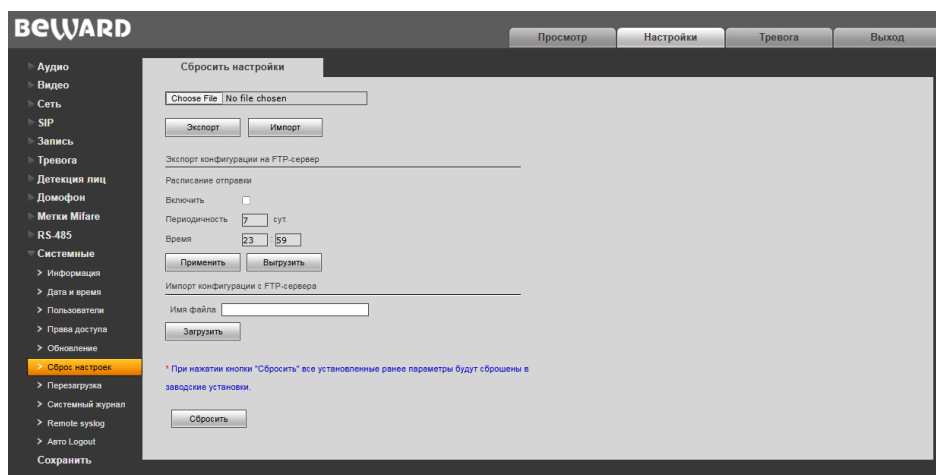 BEWARD
Просмотр Настройки Тревога Выход
Аудио
Видео
Сеть
SIP
Запись
Тревога
Детекция лиц
Домофон
Метки Mifare
RS-485
Системные
> Информация
> Дата и время
> Пользователи
> Права доступа
> Обновление
> Сброс настроек
> Перезагрузка
> Системный журнал
> Remote syslog
> Авто Logout
Сохранить
Сбросить настройки
Choose File No file chosen
Экспорт Импорт
Экспорт конфигурации на FTP-сервер
Расписание отправки
Включить
Периодичность 7 сут.
Время 23 : 59
Применить Выгрузить
Импорт конфигурации с FTP-сервера
Имя файла
Загрузить
* При нажатии кнопки "Сбросить" все установленные ранее параметры будут сброшены в
заводские установки.
Сбросить